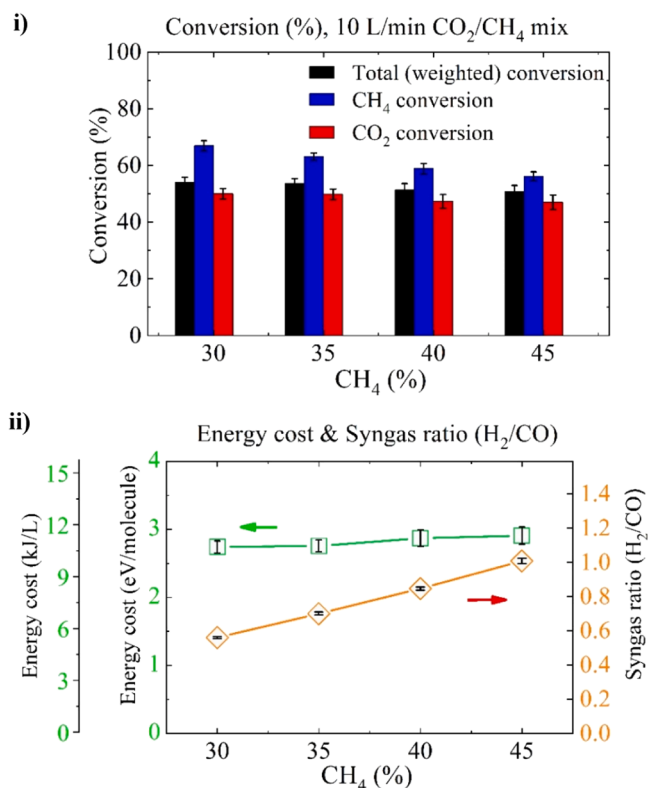 i)
Conversion (%), 10 L/min CO₂/CH₄ mix
100
80
60
40
20
0
Conversion (%)
Total (weighted) conversion
CH₄ conversion
CO₂ conversion
30 35 40 45
CH₄ (%)
ii)
Energy cost & Syngas ratio (H₂/CO)
15
12
9
6
3
0
Energy cost (kJ/L)
4
3
2
1
0
Energy cost (eV/molecule)
1.4
1.2
1.0
0.8
0.6
0.4
0.2
0.0
Syngas ratio (H₂/CO)
30 35 40 45
CH₄ (%)